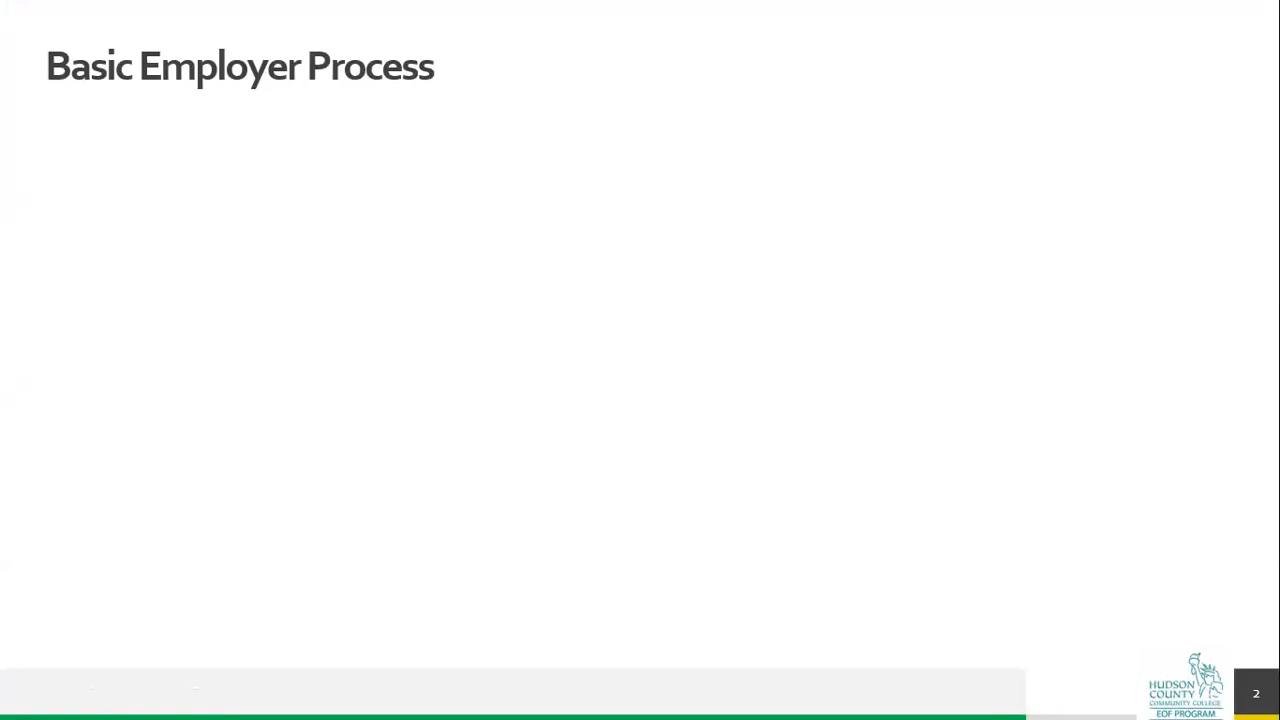 Basic Employer Process
HUDSON
COUNTY
COMMUNITY COLLEGE
EOF PROGRAM
2